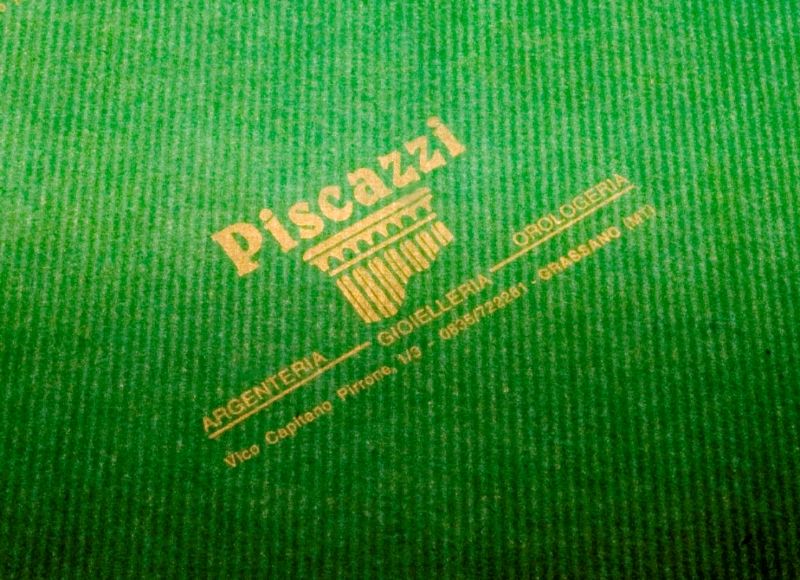 Piscazzi
ARGENTERIA — GIOIELLERIA — OROLOGERIA
Vico Capitano Pirrone, 1/3 - 0835/722261 - GRASSANO (MT)